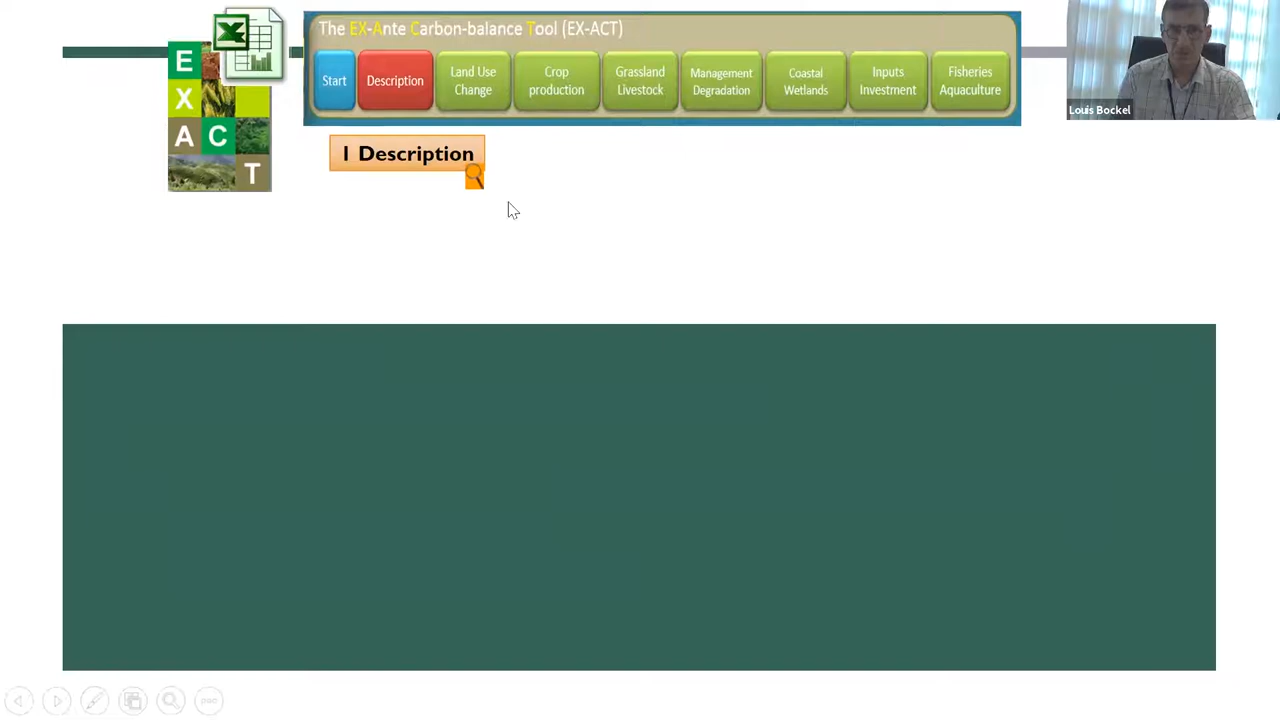 The EX-Ante Carbon-balance Tool (EX-ACT)
Start
Description
Land Use
Change
Crop
production
Grassland
Livestock
Management
Degradation
Coastal
Wetlands
Inputs
Investment
Fisheries
Aquaculture
Louis Bockel
E
X
A C
T
1 Description